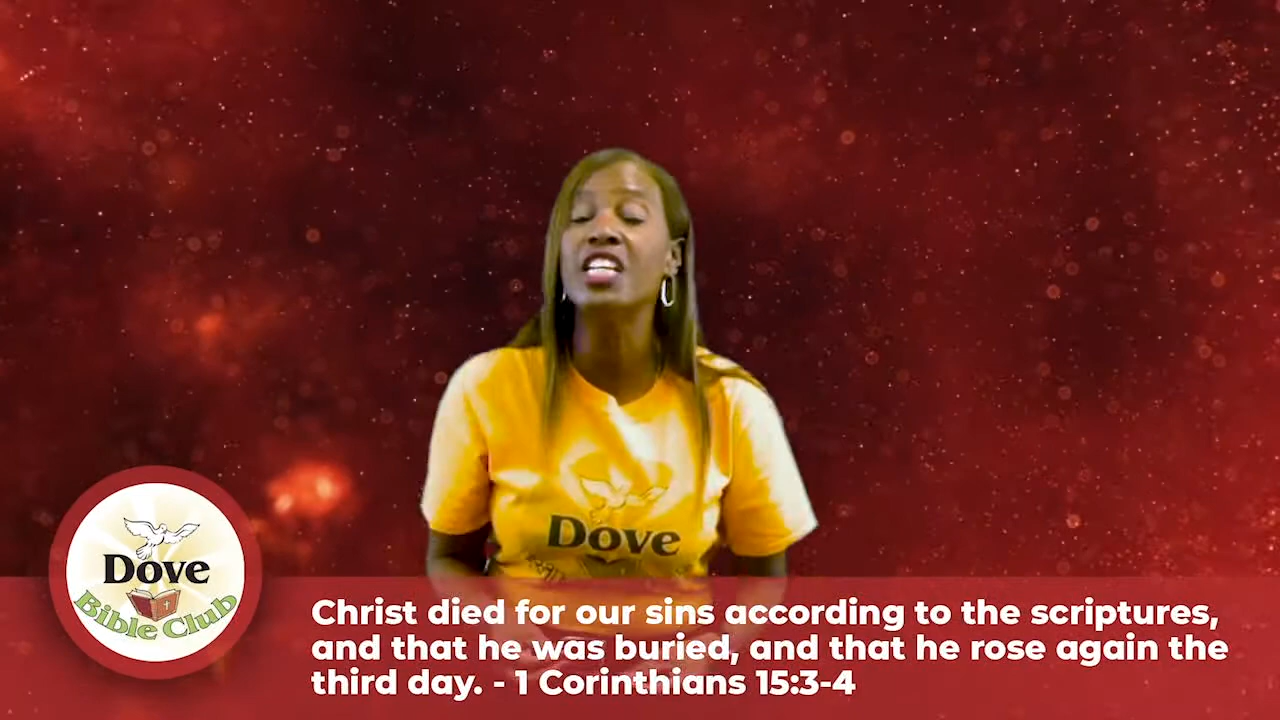 Dove
Dove
Bible Club
Christ died for our sins according to the scriptures,
and that he was buried, and that he rose again the
third day. - 1 Corinthians 15:3-4